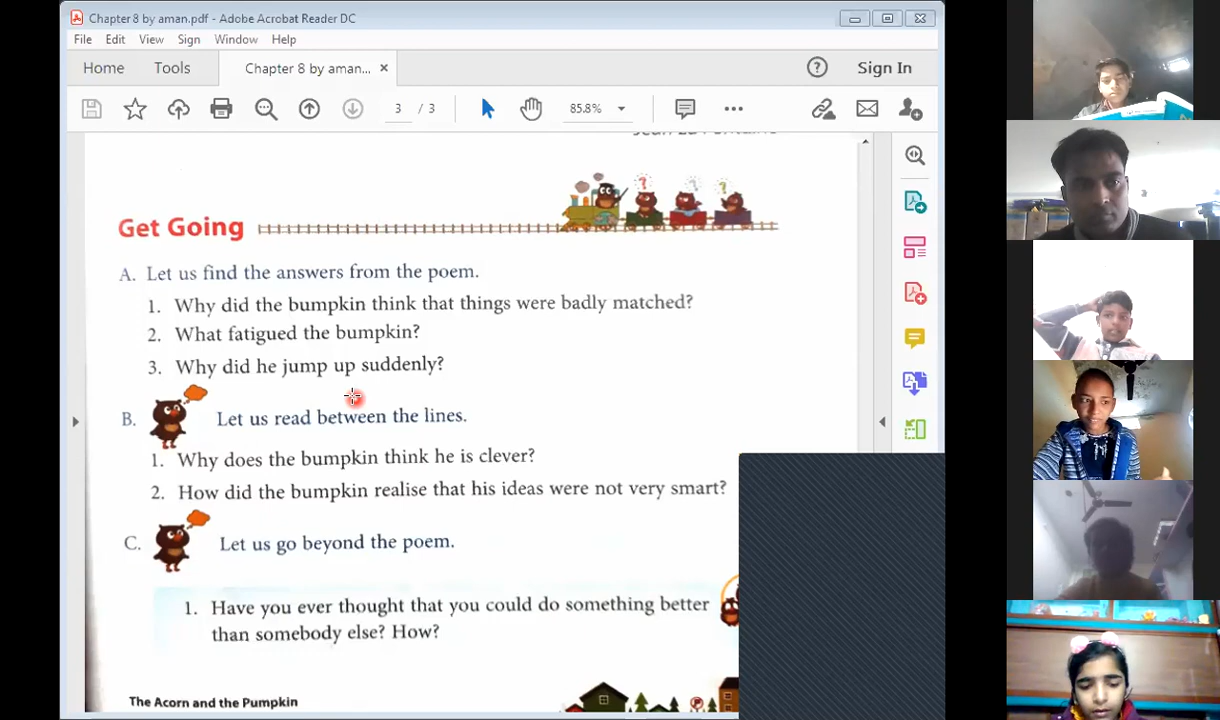 Chapter 8 by aman.pdf - Adobe Acrobat Reader DC
File Edit View Sign Window Help
Home Tools Chapter 8 by aman... × Sign In
3 / 3 85.8%
Get Going
A. Let us find the answers from the poem.
1. Why did the bumpkin think that things were badly matched?
2. What fatigued the bumpkin?
3. Why did he jump up suddenly?
B. Let us read between the lines.
1. Why does the bumpkin think he is clever?
2. How did the bumpkin realise that his ideas were not very smart?
C. Let us go beyond the poem.
1. Have you ever thought that you could do something better
than somebody else? How?
The Acorn and the Pumpkin